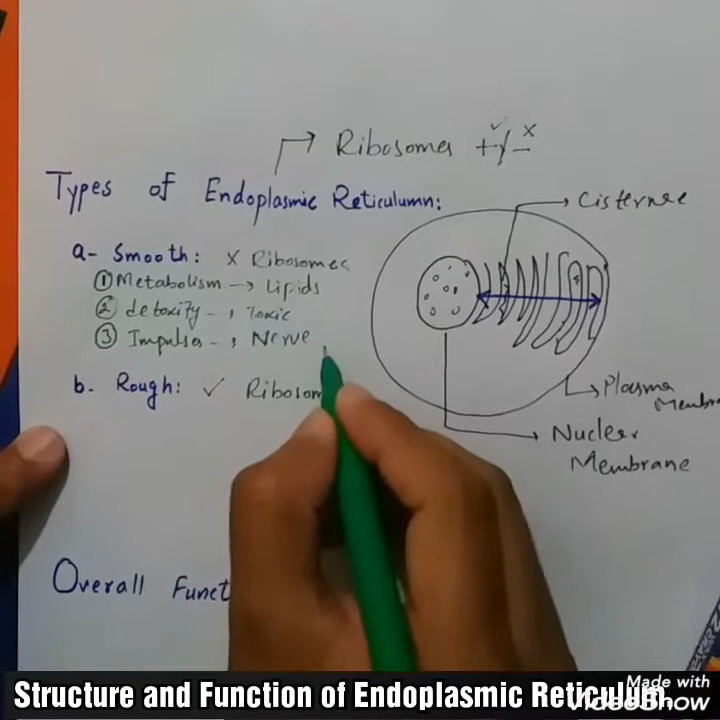 Ribosomes +/-
Types of Endoplasmic Reticulumn:
Cisternae
a- Smooth: x Ribosomes
① Metabolism → Lipids
② detoxify → Toxic
③ Impulses → Nerve
b. Rough: ✓ Ribosom
Plasma
Membra
Nuclear
Membrane
Overall Funct
Structure and Function of Endoplasmic Reticulum
Made with
VideoShow